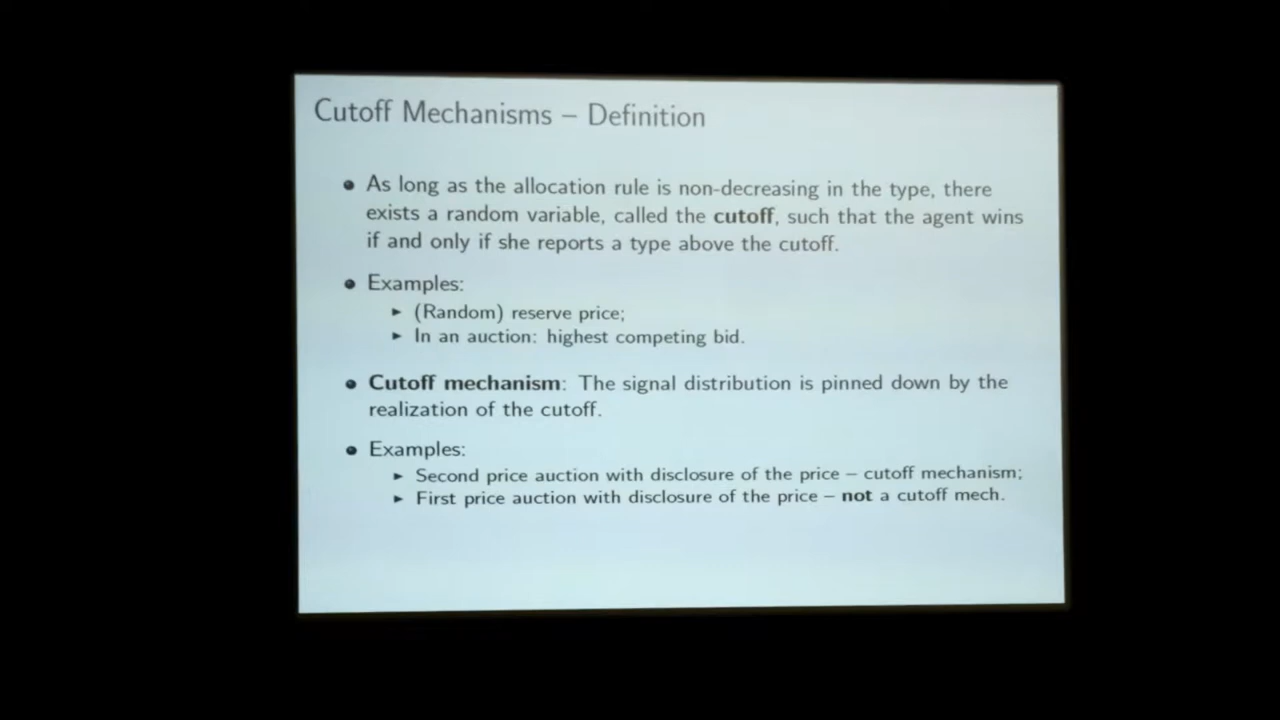 Cutoff Mechanisms – Definition
• As long as the allocation rule is non-decreasing in the type, there
exists a random variable, called the cutoff, such that the agent wins
if and only if she reports a type above the cutoff.
• Examples:
► (Random) reserve price;
► In an auction: highest competing bid.
• Cutoff mechanism: The signal distribution is pinned down by the
realization of the cutoff.
• Examples:
► Second price auction with disclosure of the price – cutoff mechanism;
► First price auction with disclosure of the price – not a cutoff mech.